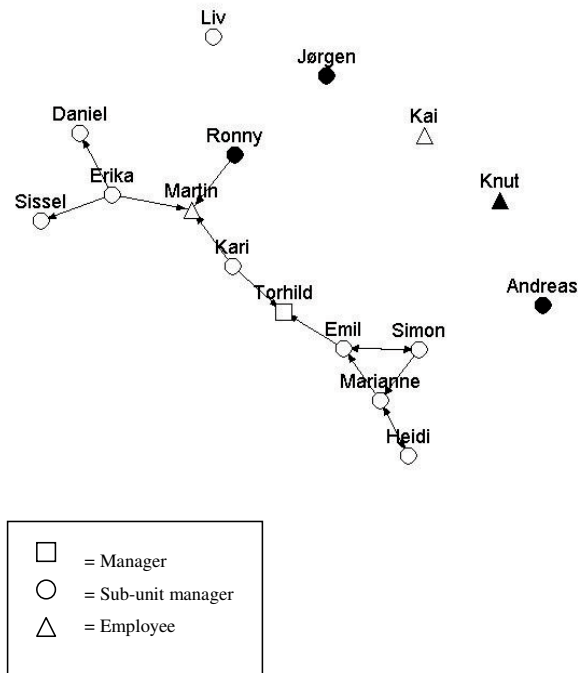 Liv
Jørgen
Daniel
Ronny
Kai
Erika
Martin
Knut
Sissel
Kari
Torhild
Andreas
Emil
Simon
Marianne
Heidi
= Manager
= Sub-unit manager
= Employee